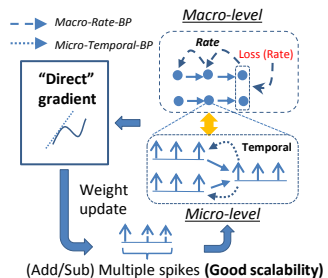 Macro-Rate-BP
Micro-Temporal-BP
Macro-level
Rate
Loss (Rate)
"Direct"
gradient
Temporal
Micro-level
Weight
update
(Add/Sub) Multiple spikes (Good scalability)